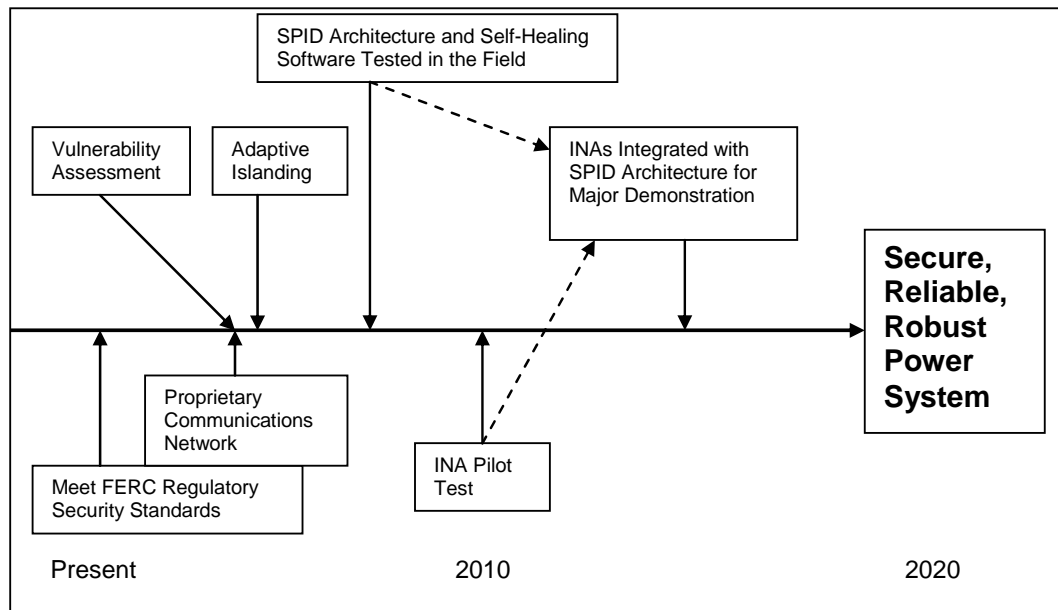 SPID Architecture and Self-Healing
Software Tested in the Field
Vulnerability
Assessment
Adaptive
Islanding
INAs Integrated with
SPID Architecture for
Major Demonstration
Secure,
Reliable,
Robust
Power
System
Proprietary
Communications
Network
INA Pilot
Test
Meet FERC Regulatory
Security Standards
Present
2010
2020